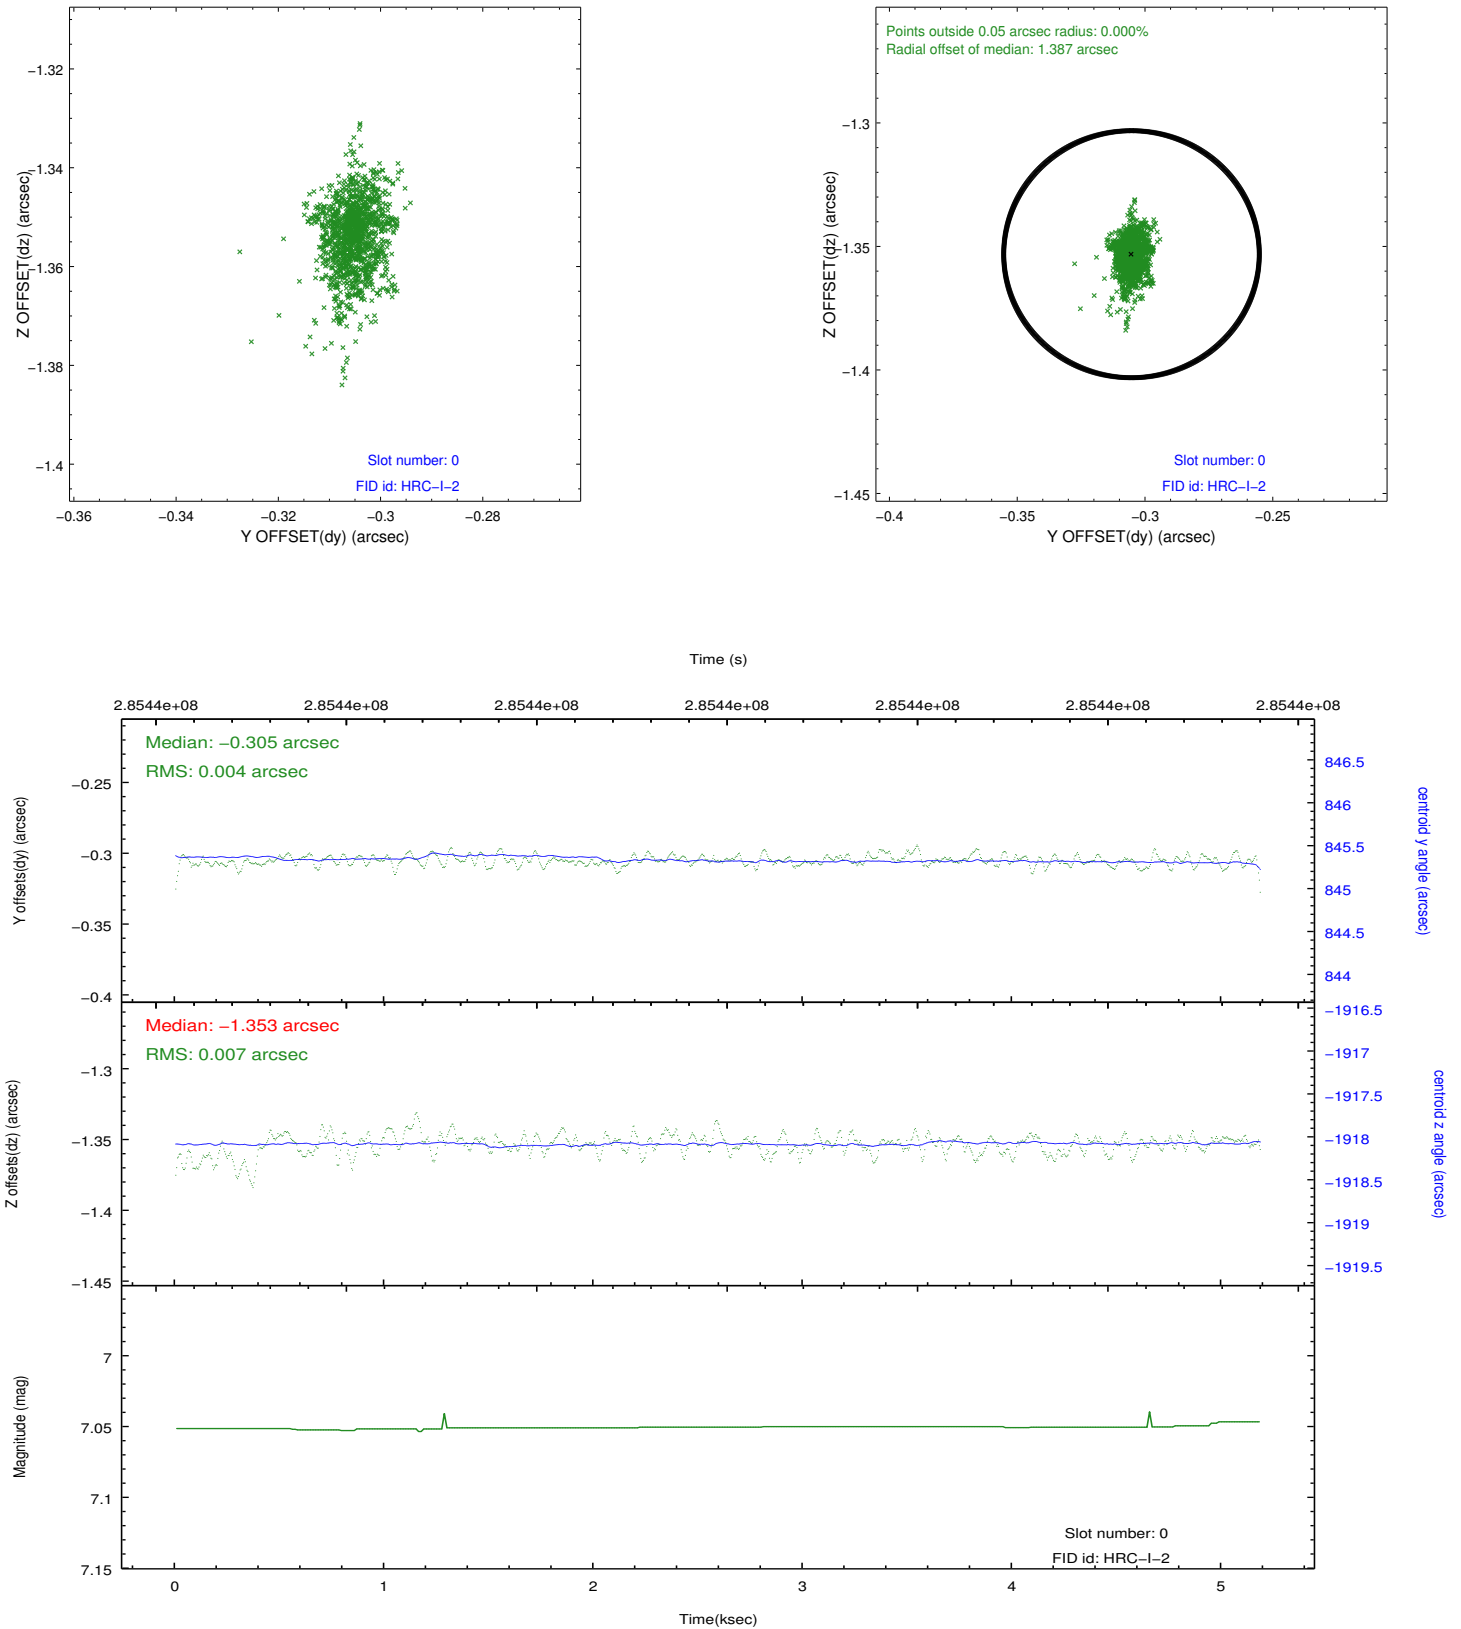 −1.32
−1.34
−1.36
−1.38
−1.4
Z OFFSET(dz) (arcsec)
Slot number: 0
FID id: HRC−I−2
−0.36
−0.34
−0.32
−0.3
−0.28
Y OFFSET(dy) (arcsec)
Points outside 0.05 arcsec radius: 0.000%
Radial offset of median: 1.387 arcsec
−1.3
−1.35
−1.4
−1.45
Z OFFSET(dz) (arcsec)
Slot number: 0
FID id: HRC−I−2
−0.4
−0.35
−0.3
−0.25
Y OFFSET(dy) (arcsec)
Time (s)
2.8544e+08 2.8544e+08 2.8544e+08 2.8544e+08 2.8544e+08 2.8544e+08 2.8544e+08
Median: −0.305 arcsec
RMS: 0.004 arcsec
−0.25
−0.3
−0.35
−0.4
Y offsets(dy) (arcsec)
846.5
846
845.5
845
844.5
844
centroid y angle (arcsec)
Median: −1.353 arcsec
RMS: 0.007 arcsec
−1.3
−1.35
−1.4
−1.45
Z offsets(dz) (arcsec)
−1916.5
−1917
−1917.5
−1918
−1918.5
−1919
−1919.5
centroid z angle (arcsec)
7
7.05
7.1
7.15
Magnitude (mag)
Slot number: 0
FID id: HRC−I−2
0 1 2 3 4 5
Time(ksec)